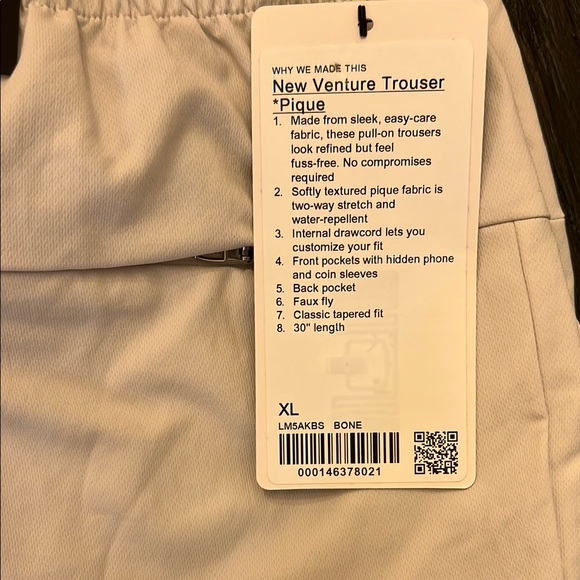 WHY WE MADE THIS
New Venture Trouser
*Pique
1. Made from sleek, easy-care
fabric, these pull-on trousers
look refined but feel
fuss-free. No compromises
required
2. Softly textured pique fabric is
two-way stretch and
water-repellent
3. Internal drawcord lets you
customize your fit
4. Front pockets with hidden phone
and coin sleeves
5. Back pocket
6. Faux fly
7. Classic tapered fit
8. 30" length
XL
LM5AKBS BONE
000146378021